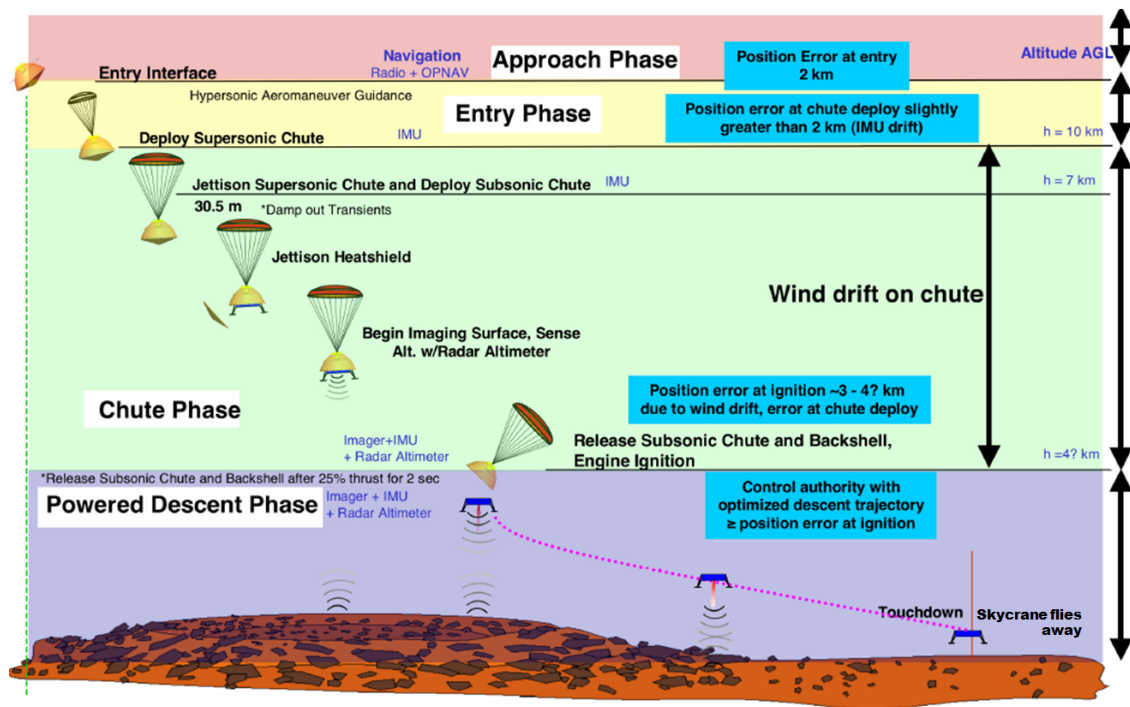 Navigation
Radio + OPNAV
Approach Phase
Position Error at entry
2 km
Altitude AGL
Entry Interface
Hypersonic Aeromaneuver Guidance
Entry Phase
Position error at chute deploy slightly
greater than 2 km (IMU drift)
Deploy Supersonic Chute
IMU
h = 10 km
Jettison Supersonic Chute and Deploy Subsonic Chute
IMU
h = 7 km
30.5 m
*Damp out Transients
Jettison Heatshield
Wind drift on chute
Begin Imaging Surface, Sense
Alt. w/Radar Altimeter
Position error at ignition ~3 - 4? km
due to wind drift, error at chute deploy
Chute Phase
Imager+IMU
+ Radar Altimeter
Release Subsonic Chute and Backshell,
Engine Ignition
h =4? km
*Release Subsonic Chute and Backshell after 25% thrust for 2 sec
Powered Descent Phase
Imager + IMU
+ Radar Altimeter
Control authority with
optimized descent trajectory
≥ position error at ignition
Touchdown
Skycrane flies
away